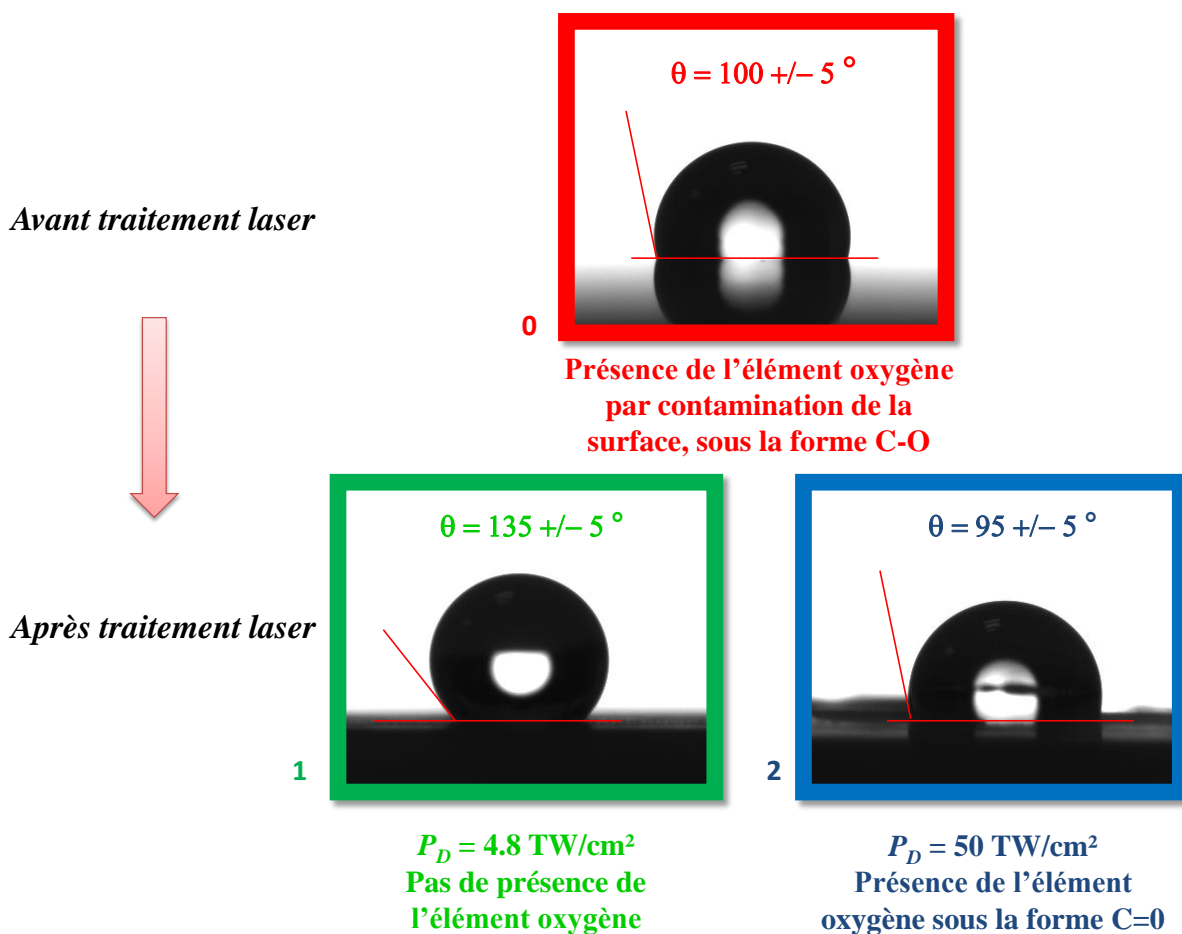 θ = 100 +/− 5 °
Avant traitement laser
0
Présence de l’élément oxygène
par contamination de la
surface, sous la forme C-O
θ = 135 +/− 5 °
θ = 95 +/− 5 °
Après traitement laser
1
2
P_D = 4.8 TW/cm²
Pas de présence de
l’élément oxygène
P_D = 50 TW/cm²
Présence de l’élément
oxygène sous la forme C=0